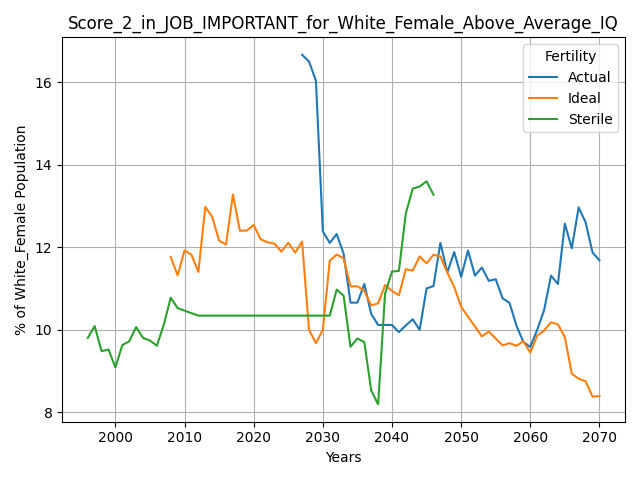 Score_2_in_JOB_IMPORTANT_for_White_Female_Above_Average_IQ
Fertility
Actual
Ideal
Sterile
% of White_Female Population
16
14
12
10
8
2000
2010
2020
2030
2040
2050
2060
2070
Years